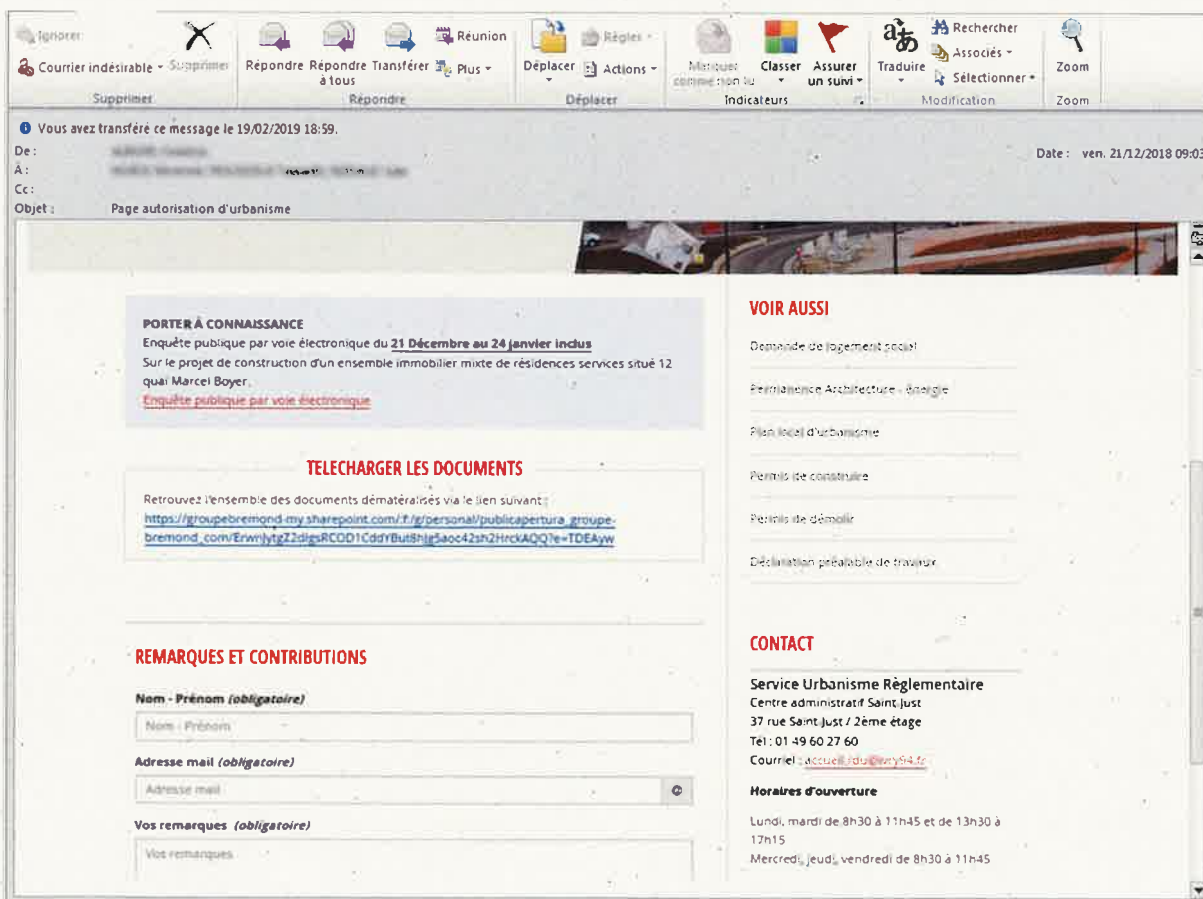 Ignorer
Courrier indésirable
Supprimer
Répondre Répondre Transférer
à tous
Réunion
Plus
Déplacer
Règles
Actions
Marquer
comme non lu
Classer
Assurer
un suivi
Traduire
Rechercher
Associés
Sélectionner
Zoom
Supprimer
Répondre
Déplacer
Indicateurs
Modification
Zoom
Vous avez transféré ce message le 19/02/2019 18:59.
De :
À :
Cc :
Date : ven. 21/12/2018 09:03
Objet : Page autorisation d'urbanisme
PORTER À CONNAISSANCE
Enquête publique par voie électronique du 21 Décembre au 24 janvier inclus
Sur le projet de construction d'un ensemble immobilier mixte de résidences services situé 12
quai Marcel Boyer.
Enquête publique par voie électronique
TELECHARGER LES DOCUMENTS
Retrouvez l'ensemble des documents dématéralisés via le lien suivant :
https://groupebremond-my.sharepoint.com/:f:/g/personal/publicapertura_groupe-
REMARQUES ET CONTRIBUTIONS
Nom - Prénom (obligatoire)
Nom - Prénom
Adresse mail (obligatoire)
Adresse mail
@
Vos remarques (obligatoire)
Vos remarques
VOIR AUSSI
Demande de logement social
Permanence Architecture - énergie
Plan local d'urbanisme
Permis de construire
Permis de démolir
Déclaration préalable de travaux
CONTACT
Service Urbanisme Règlementaire
Centre administratif Saint-Just
37 rue Saint-Just / 2ème étage
Tél : 01 49 60 27 60
Courriel :
Horaires d'ouverture
Lundi, mardi de 8h30 à 11h45 et de 13h30 à
17h15
Mercredi, jeudi, vendredi de 8h30 à 11h45